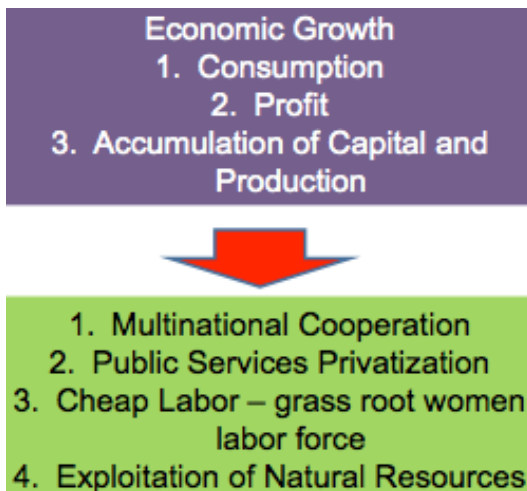 Economic Growth
1. Consumption
2. Profit
3. Accumulation of Capital and
Production
1. Multinational Cooperation
2. Public Services Privatization
3. Cheap Labor – grass root women
labor force
4. Exploitation of Natural Resources